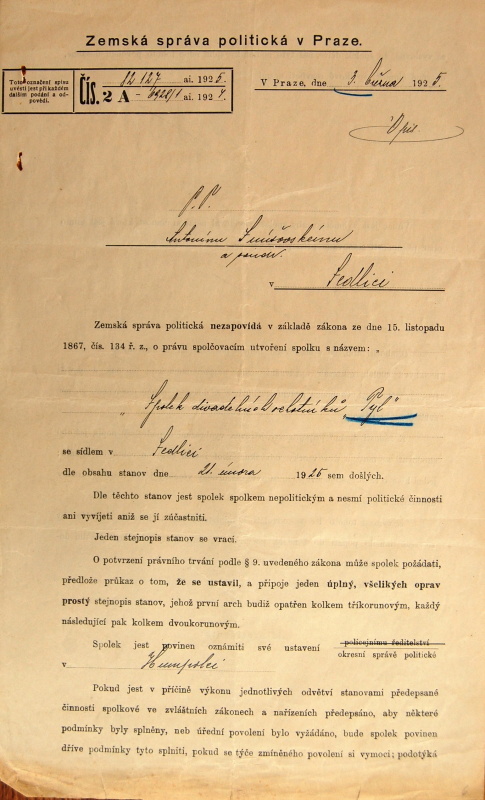 Zemská správa politická v Praze.
Toto označení spisu
uvésti jest při každém
dalším podání a od-
povědi.
Čís. 12.127 ai. 1925.
2 A ai. 1924.
V Praze, dne 3. března 1925.
Opis
P. T.
Antonínu
a soudr.
v Sedlici
Zemská správa politická nezapovídá v základě zákona ze dne 15. listopadu
1867, čís. 134 ř. z., o právu spolčovacím utvoření spolku s názvem: „
„Spolek divadelních ochotníků „Tyl“
se sídlem v Sedlici
dle obsahu stanov dne 21. února 1925 sem došlých.
Dle těchto stanov jest spolek spolkem nepolitickým a nesmí politické činnosti
ani vyvíjeti aniž se jí zúčastniti.
Jeden stejnopis stanov se vrací.
O potvrzení právního trvání podle § 9. uvedeného zákona může spolek požádati,
předlože průkaz o tom, že se ustavil, a připoje jeden úplný, všelikých oprav
prostý stejnopis stanov, jehož první arch budiž opatřen kolkem tříkorunovým, každý
následující pak kolkem dvoukorunovým.
Spolek jest povinen oznámiti své ustavení policejnímu ředitelství
okresní správě politické
v Humpolci
Pokud jest v příčině výkonu jednotlivých odvětví stanovami předepsané
činnosti spolkové ve zvláštních zákonech a nařízeních předepsáno, aby některé
podmínky byly splněny, neb úřední povolení bylo vyžádáno, bude spolek povinen
dříve podmínky tyto splniti, pokud se týče zmíněného povolení si vymoci; podotýká